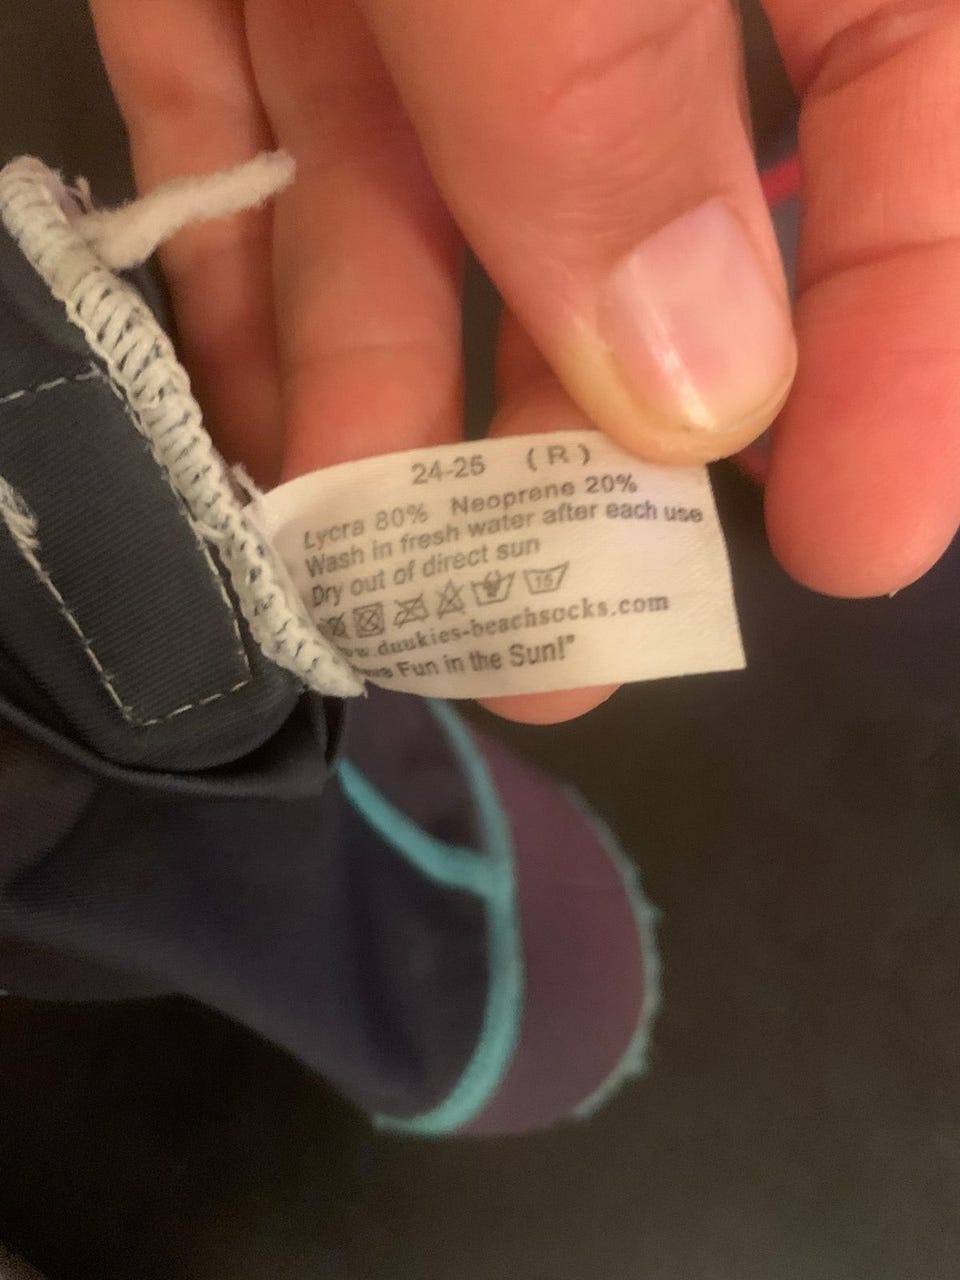 24-25 (R)
Lycra 80% Neoprene 20%
Wash in fresh water after each use
Dry out of direct sun
15
duukies-beachsocks.com
Fun in the Sun!"